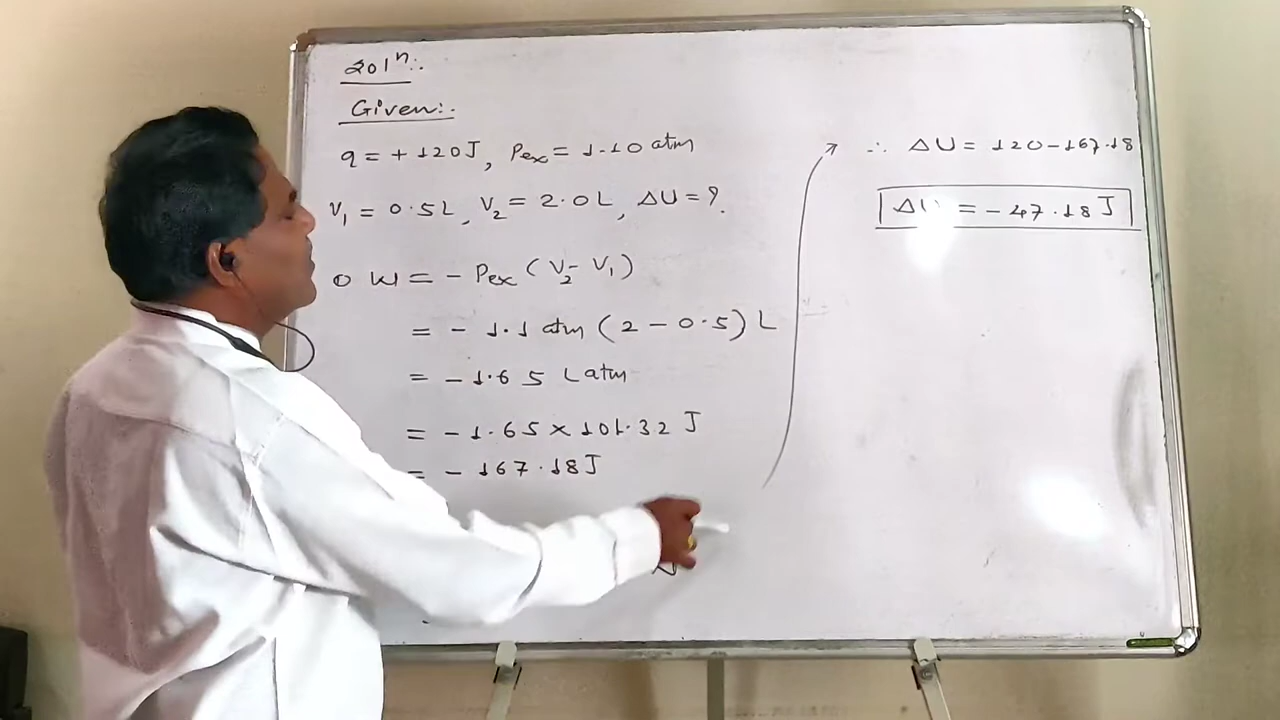 Solⁿ:.
Given:.
q = + 120J, Pex = 1.10 atm
V₁ = 0.5L, V₂ = 2.0L, ΔU = ?.
w = - Pex (V₂ - V₁)
= - 1.1 atm (2 - 0.5) L
= - 1.65 L atm
= - 1.65 × 101.32 J
= - 167.18J
∴ ΔU = 120 - 167.18
ΔU = - 47.18 J